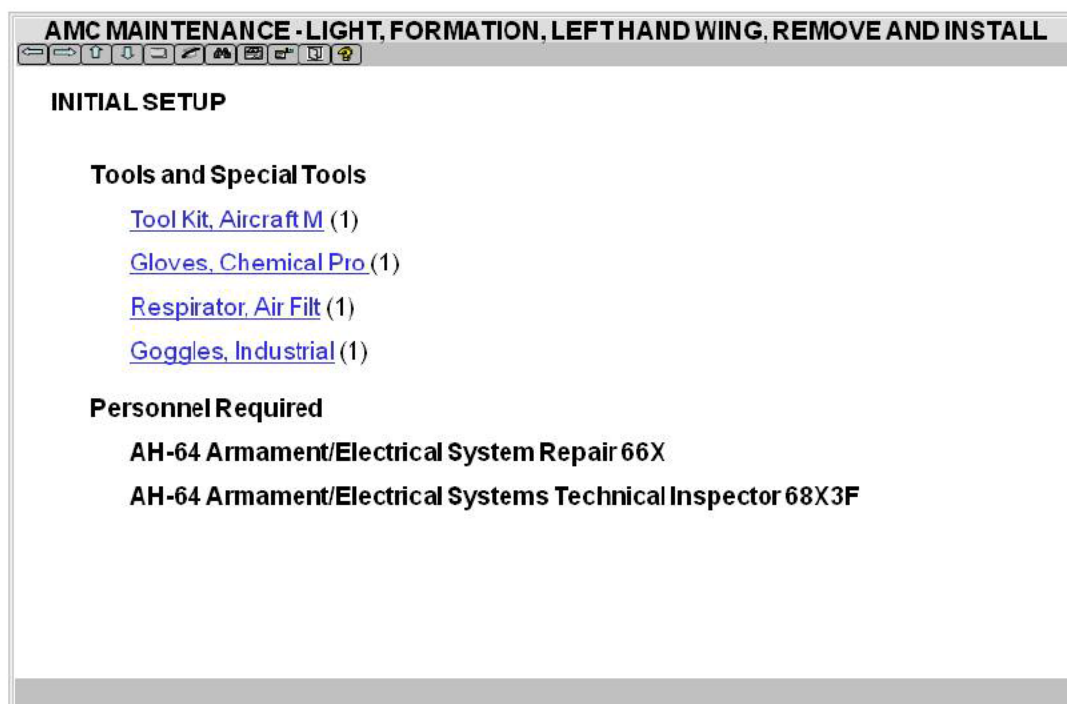 AMC MAINTENANCE - LIGHT, FORMATION, LEFT HAND WING, REMOVE AND INSTALL
INITIAL SETUP
Tools and Special Tools
Tool Kit, Aircraft M (1)
Gloves, Chemical Pro (1)
Respirator, Air Filt (1)
Goggles, Industrial (1)
Personnel Required
AH-64 Armament/Electrical System Repair 66X
AH-64 Armament/Electrical Systems Technical Inspector 68X3F